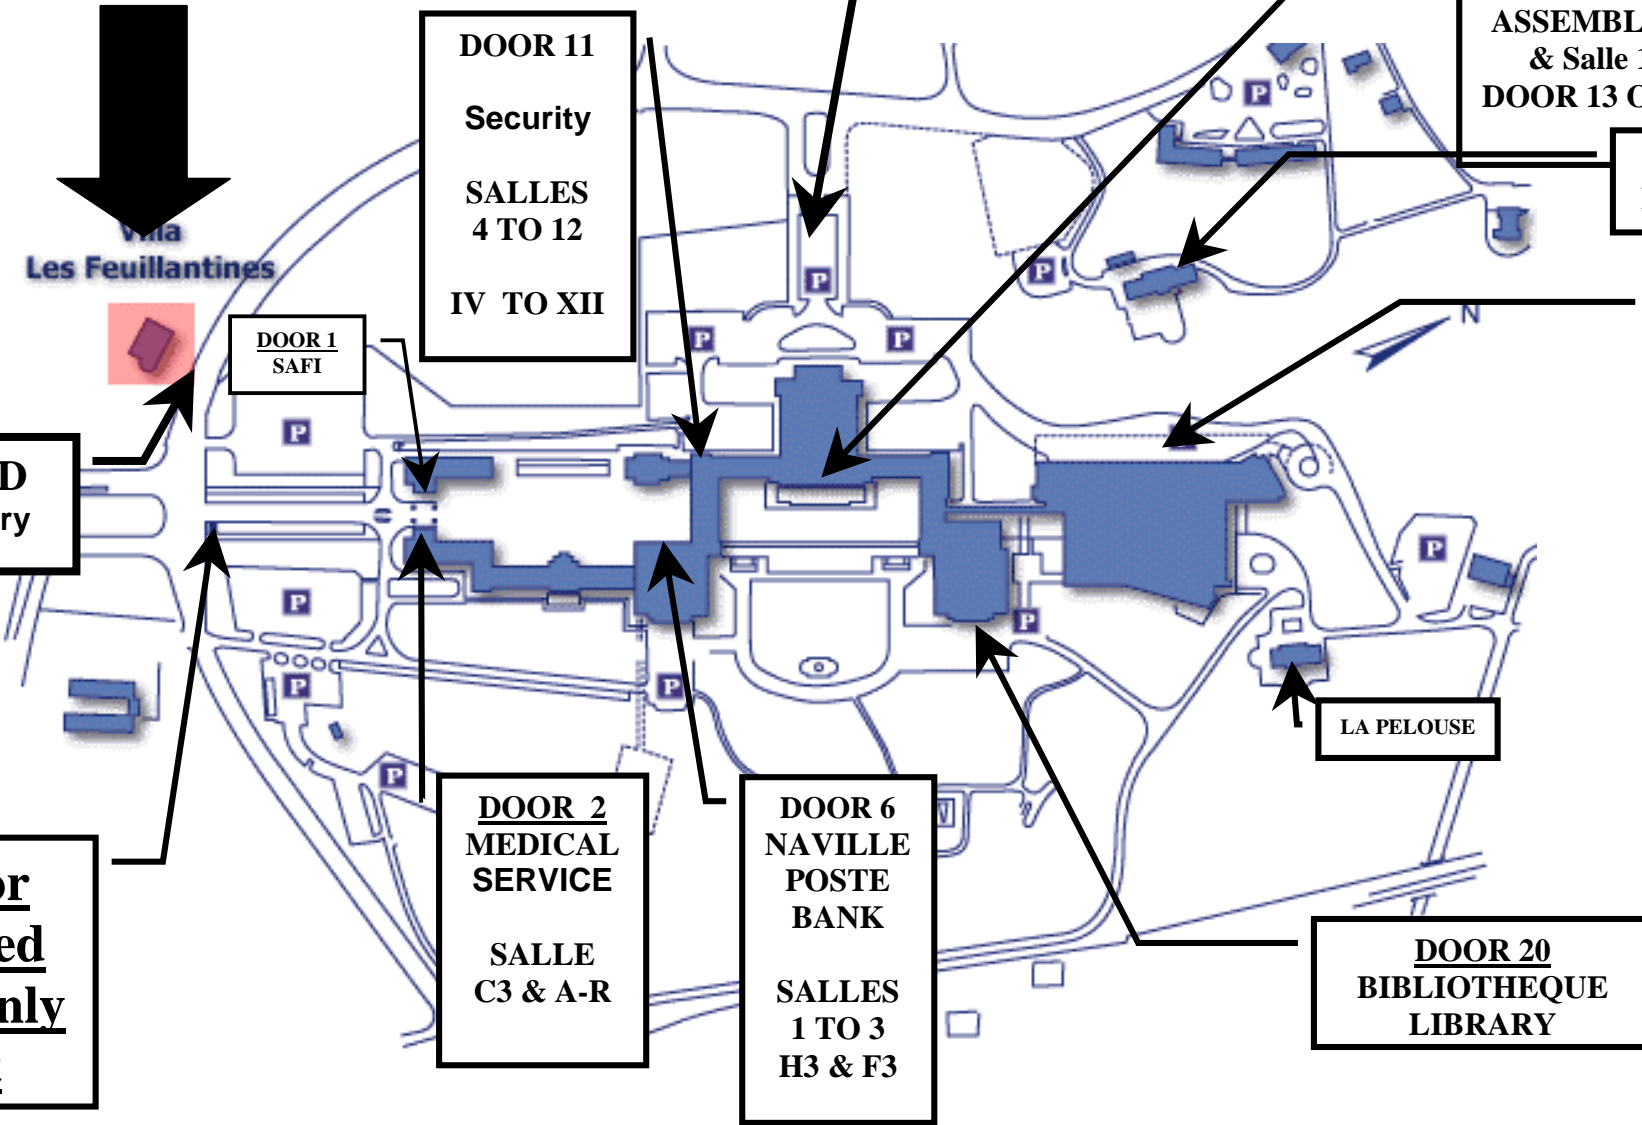 DOOR 11
Security
SALLES
4 TO 12
IV TO XII
ASSEMBL
& Salle 1
DOOR 13 O
Villa
Les Feuillantines
DOOR 1
SAFI
N
D
ry
P
P
P
P
P
P
P
P
P
P
P
P
or
ed
nly
DOOR 2
MEDICAL
SERVICE
SALLE
C3 & A-R
DOOR 6
NAVILLE
POSTE
BANK
SALLES
1 TO 3
H3 & F3
LA PELOUSE
DOOR 20
BIBLIOTHEQUE
LIBRARY